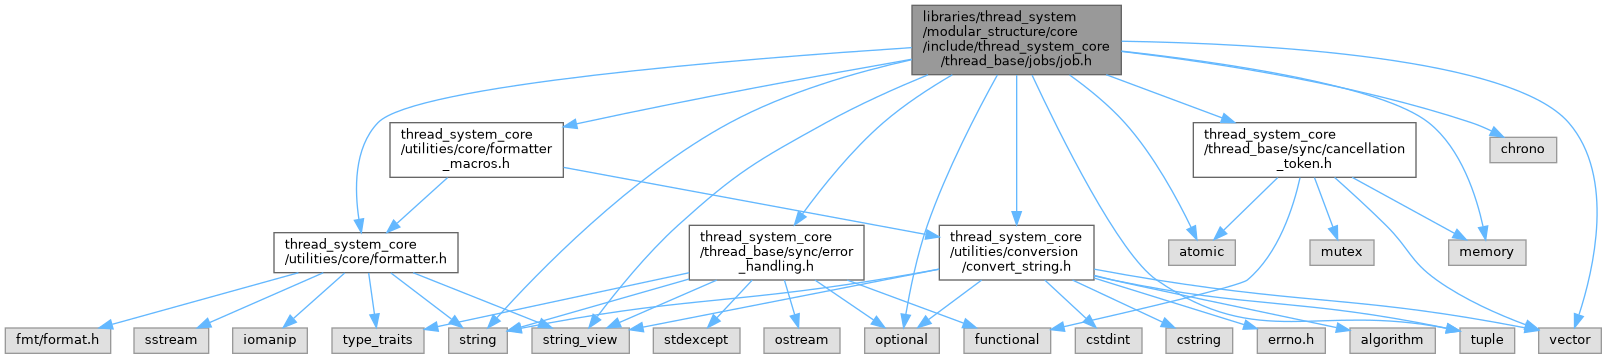 libraries/thread_system
/modular_structure/core
/include/thread_system_core
/thread_base/jobs/job.h
thread_system_core
/utilities/core/formatter
_macros.h
thread_system_core
/thread_base/sync/cancellation
_token.h
chrono
thread_system_core
/utilities/core/formatter.h
thread_system_core
/thread_base/sync/error
_handling.h
thread_system_core
/utilities/conversion
/convert_string.h
atomic
mutex
memory
fmt/format.h
sstream
iomanip
type_traits
string
string_view
stdexcept
ostream
optional
functional
cstdint
cstring
errno.h
algorithm
tuple
vector